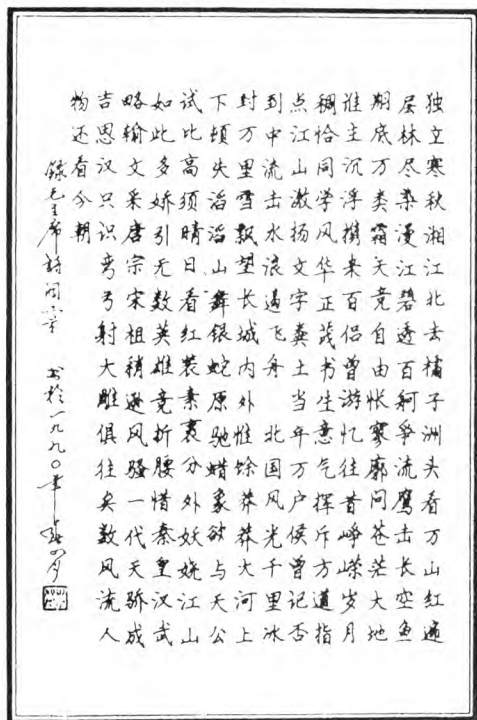 独立寒秋湘江北去橘子洲头看万山红遍
层林尽染漫江碧透百舸争流鹰击长空鱼
翔底万类霜天竞自由怅寥廓问苍茫大地
谁主沉浮携来百侣曾游忆往昔峥嵘岁月
稠恰同学风华正茂书生意气挥斥方遒指
点江山激扬文字粪土当年万户侯曾记否
到中流击水浪遏飞舟 北国风光千里冰
封万里雪飘望长城内外惟馀莽莽大河上
下顿失滔滔山舞银蛇原驰蜡象欲与天公
试比高须晴日看红装素裹分外妖娆江山
如此多娇引无数英雄竞折腰惜秦皇汉武
略输文采唐宗宋祖稍逊风骚一代天骄成
吉思汉只识弯弓射大雕俱往矣数风流人
物还看今朝
録毛主席詩词二章 书於一九九〇年